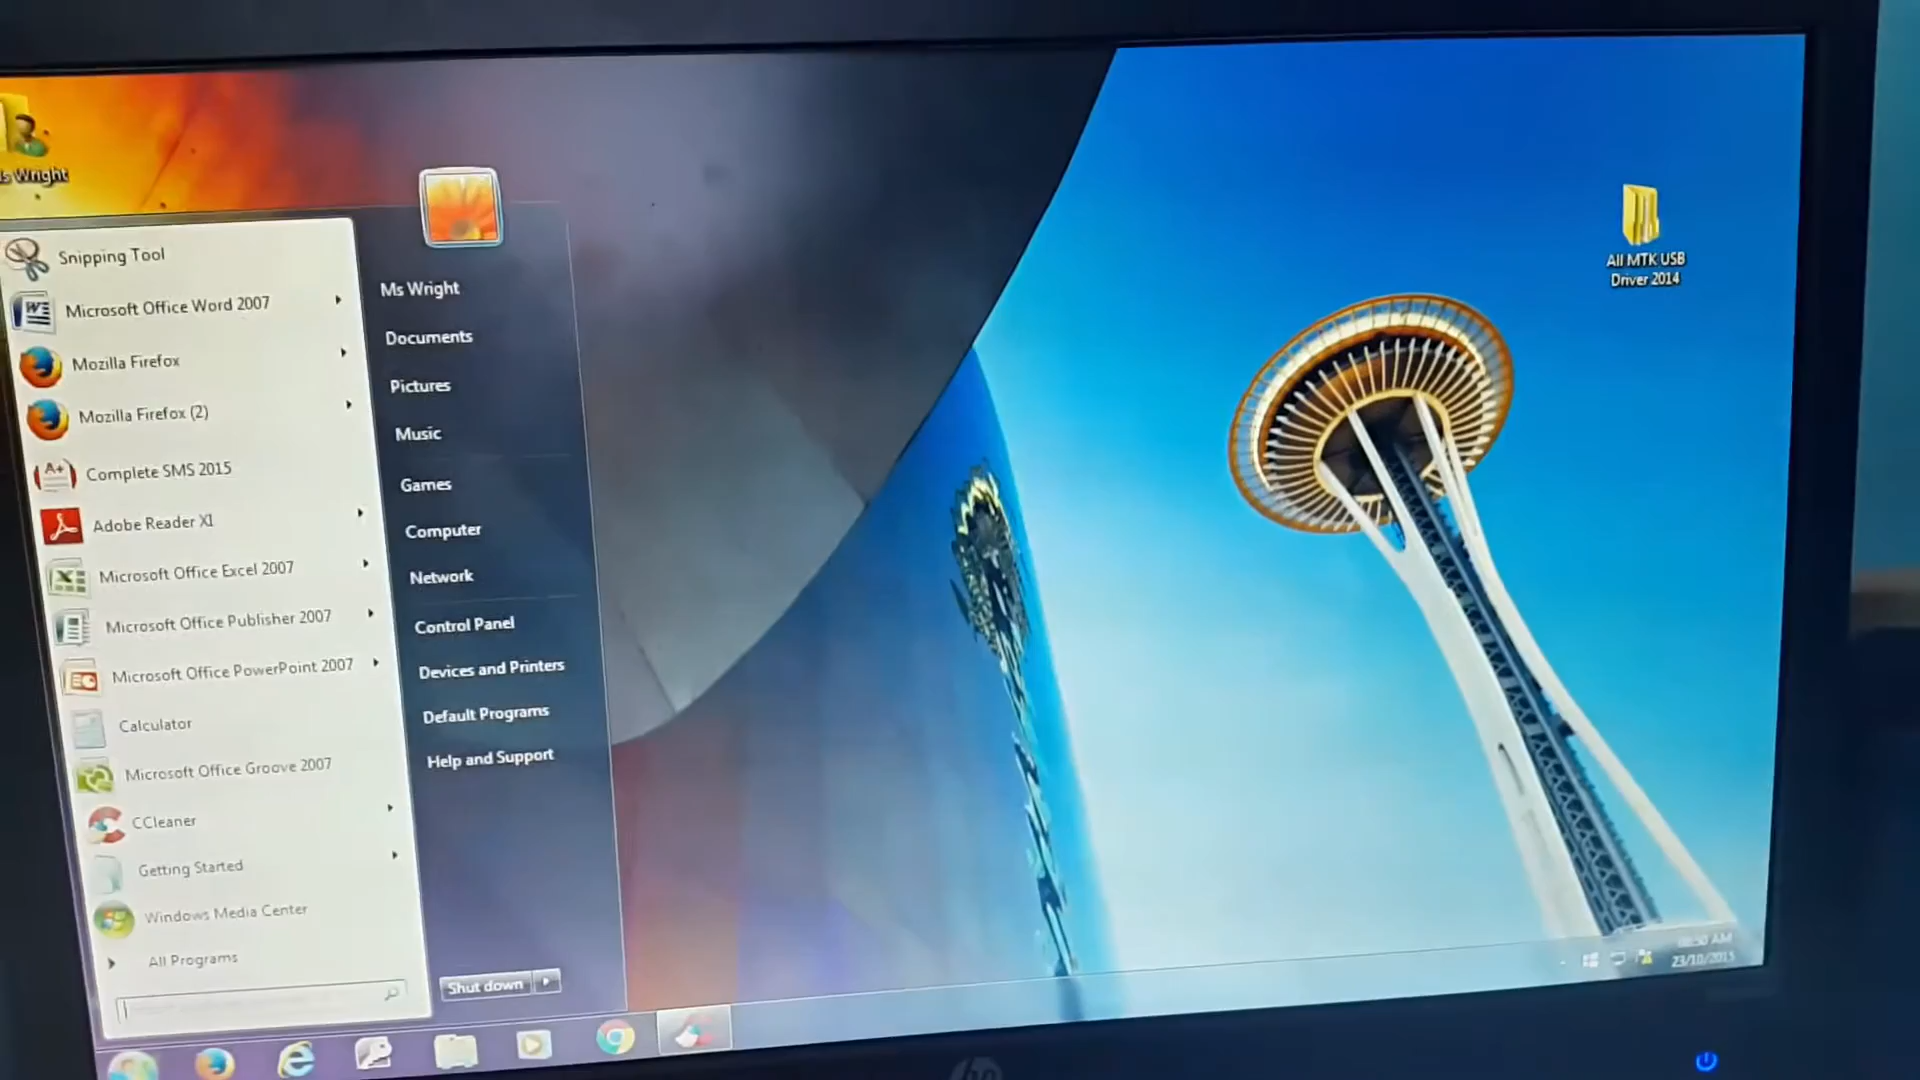 Ms Wright
Snipping Tool
Microsoft Office Word 2007
Mozilla Firefox
Mozilla Firefox (2)
Complete SMS 2015
Adobe Reader XI
Microsoft Office Excel 2007
Microsoft Office Publisher 2007
Microsoft Office PowerPoint 2007
Calculator
Microsoft Office Groove 2007
CCleaner
Getting Started
Windows Media Center
All Programs
Ms Wright
Documents
Pictures
Music
Games
Computer
Network
Control Panel
Devices and Printers
Default Programs
Help and Support
Shut down
All MTK USB
Driver 2014
AM
23/10/2015
hp